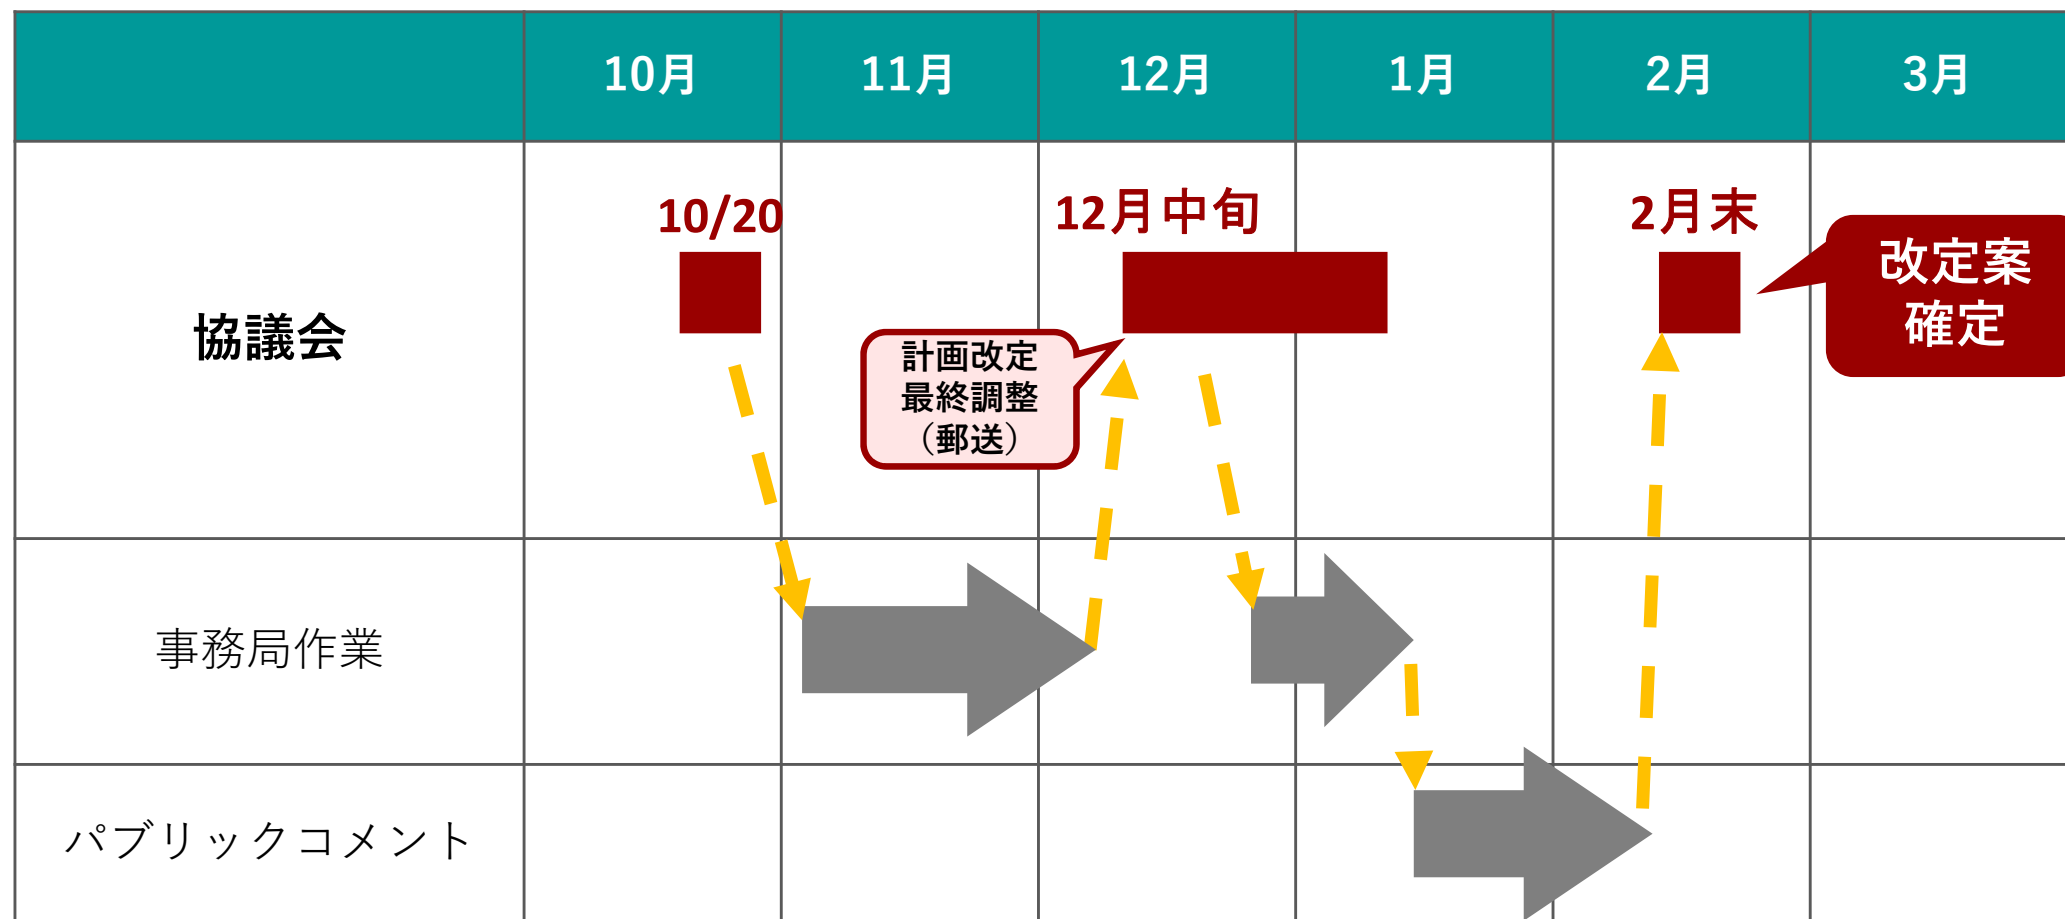 10月 11月 12月 1月 2月 3月
協議会
10/20
12月中旬
2月末
計画改定
最終調整
（郵送）
改定案
確定
事務局作業
パブリックコメント